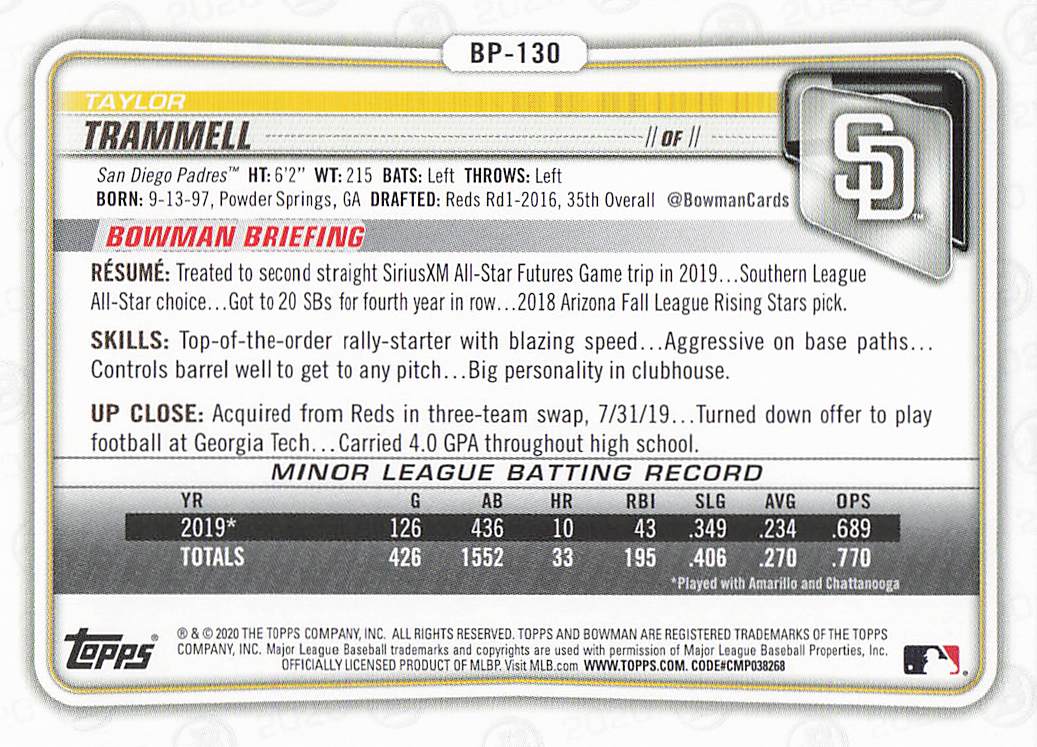 BP-130
TAYLOR
TRAMMELL // OF //
SD™
San Diego Padres™ HT: 6'2" WT: 215 BATS: Left THROWS: Left
BORN: 9-13-97, Powder Springs, GA DRAFTED: Reds Rd1-2016, 35th Overall @BowmanCards
BOWMAN BRIEFING
RÉSUMÉ: Treated to second straight SiriusXM All-Star Futures Game trip in 2019...Southern League
All-Star choice...Got to 20 SBs for fourth year in row...2018 Arizona Fall League Rising Stars pick.
SKILLS: Top-of-the-order rally-starter with blazing speed...Aggressive on base paths...
Controls barrel well to get to any pitch...Big personality in clubhouse.
UP CLOSE: Acquired from Reds in three-team swap, 7/31/19...Turned down offer to play
football at Georgia Tech...Carried 4.0 GPA throughout high school.
MINOR LEAGUE BATTING RECORD
YR G AB HR RBI SLG AVG OPS
2019* 126 436 10 43 .349 .234 .689
TOTALS 426 1552 33 195 .406 .270 .770
*Played with Amarillo and Chattanooga
topps®
® & © 2020 THE TOPPS COMPANY, INC. ALL RIGHTS RESERVED. TOPPS AND BOWMAN ARE REGISTERED TRADEMARKS OF THE TOPPS
COMPANY, INC. Major League Baseball trademarks and copyrights are used with permission of Major League Baseball Properties, Inc.
OFFICIALLY LICENSED PRODUCT OF MLBP. Visit MLB.com WWW.TOPPS.COM. CODE#CMP038268